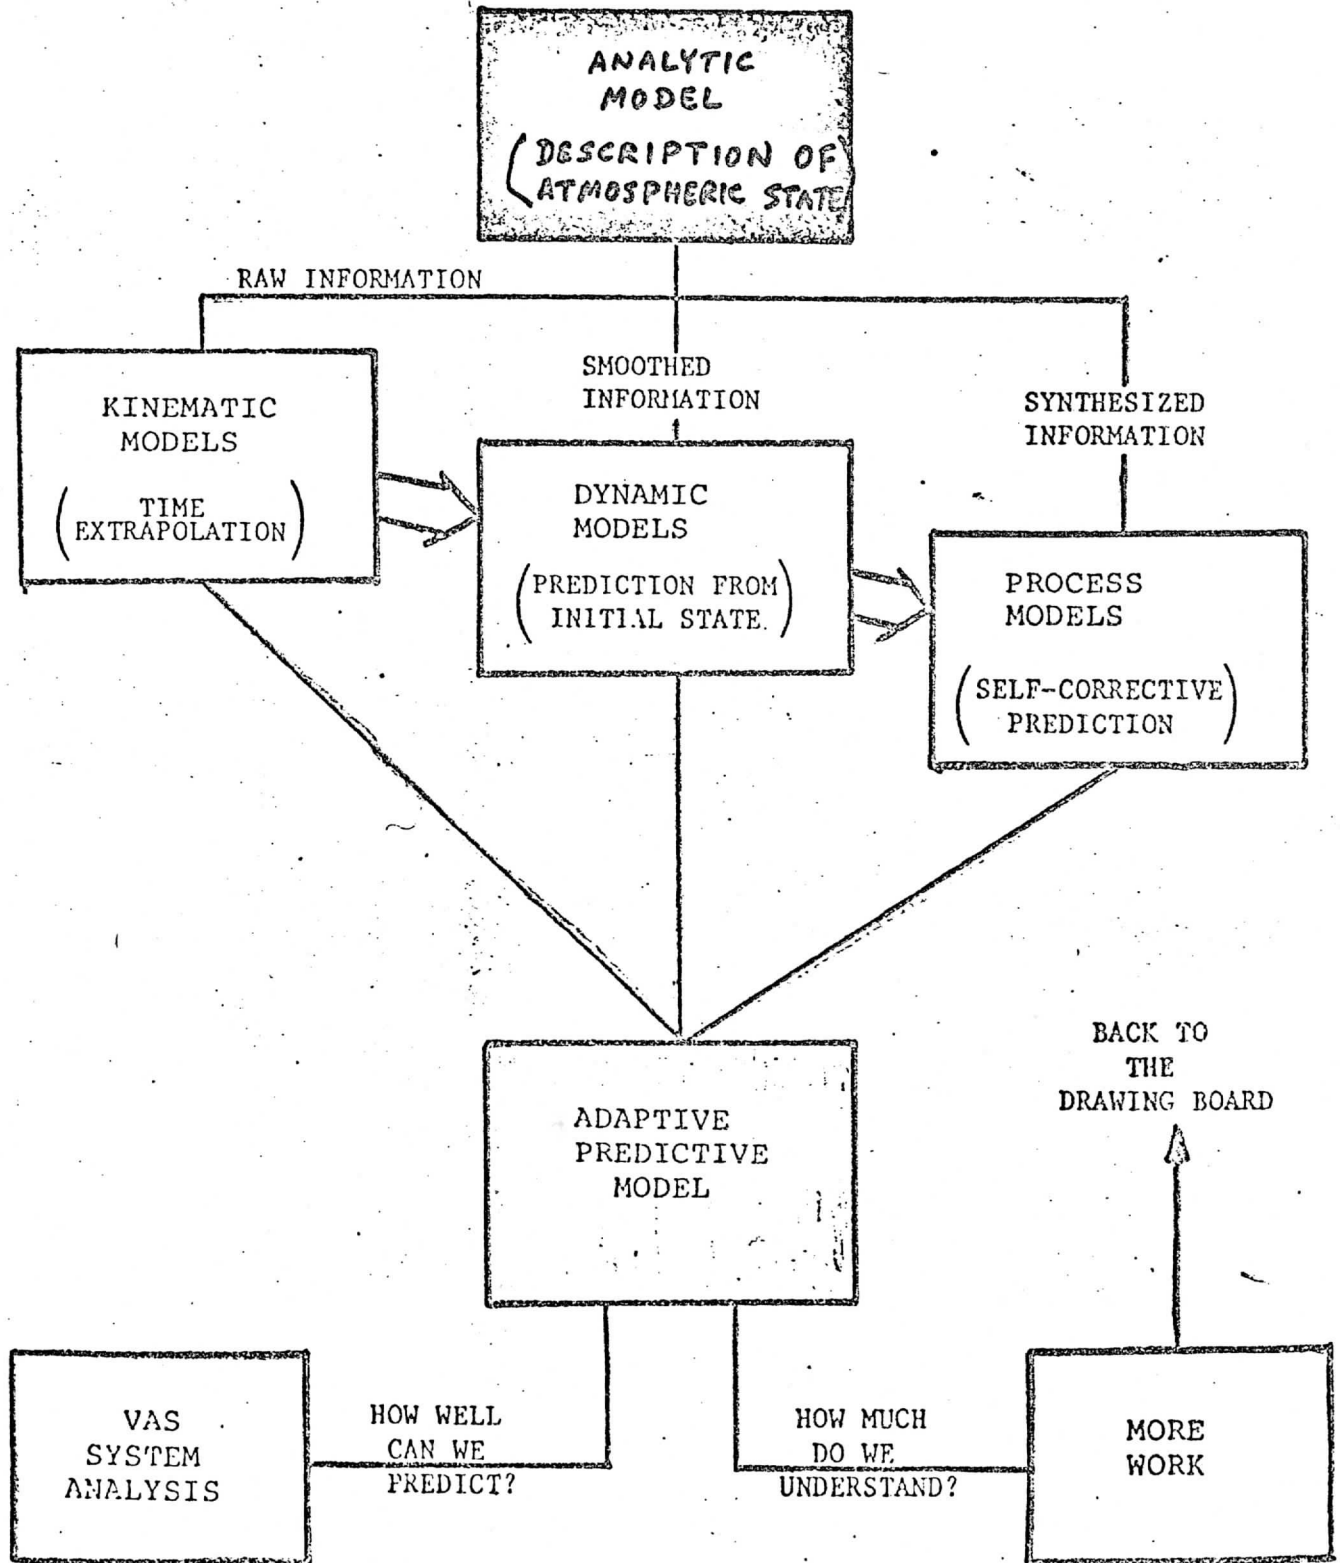 ANALYTIC
MODEL
(DESCRIPTION OF
ATMOSPHERIC STATE)
RAW INFORMATION
SMOOTHED
INFORMATION
SYNTHESIZED
INFORMATION
KINEMATIC
MODELS
(TIME
EXTRAPOLATION)
DYNAMIC
MODELS
(PREDICTION FROM
INITIAL STATE.)
PROCESS
MODELS
(SELF-CORRECTIVE
PREDICTION)
ADAPTIVE
PREDICTIVE
MODEL
BACK TO
THE
DRAWING BOARD
VAS
SYSTEM
ANALYSIS
HOW WELL
CAN WE
PREDICT?
HOW MUCH
DO WE
UNDERSTAND?
MORE
WORK